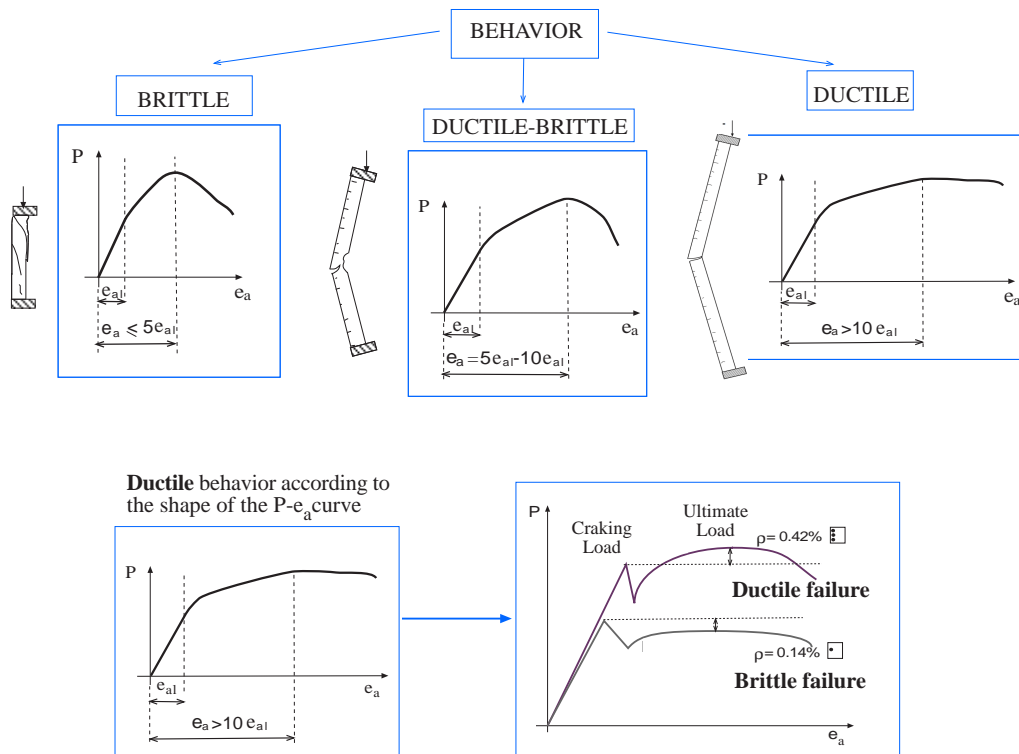 BEHAVIOR
BRITTLE
DUCTILE-BRITTLE
DUCTILE
P
e_al
e_a
e_a ⩽ 5e_al
P
e_al
e_a
e_a = 5e_al-10e_al
P
e_al
e_a
e_a > 10 e_al
Ductile behavior according to
the shape of the P-e_a curve
P
e_al
e_a
e_a > 10 e_al
P
Craking
Load
Ultimate
Load
ρ= 0.42%
Ductile failure
ρ= 0.14%
Brittle failure
e_a